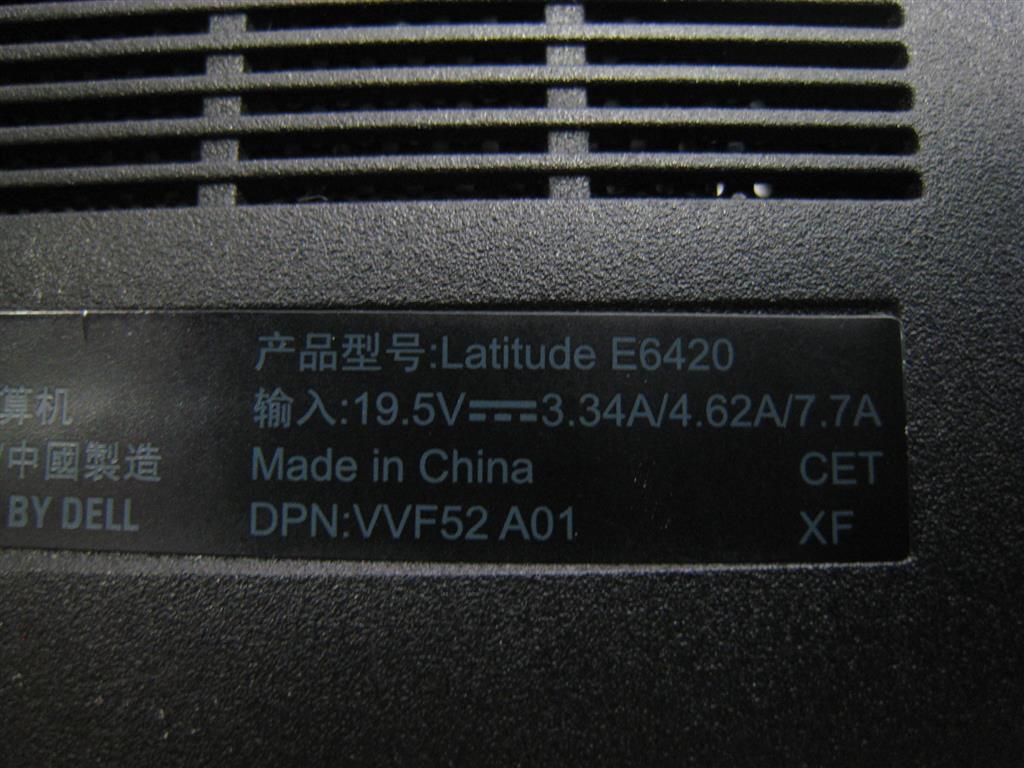 产品型号:Latitude E6420
算机 输入:19.5V⎓3.34A/4.62A/7.7A
/中國製造 Made in China CET
BY DELL DPN:VVF52 A01 XF